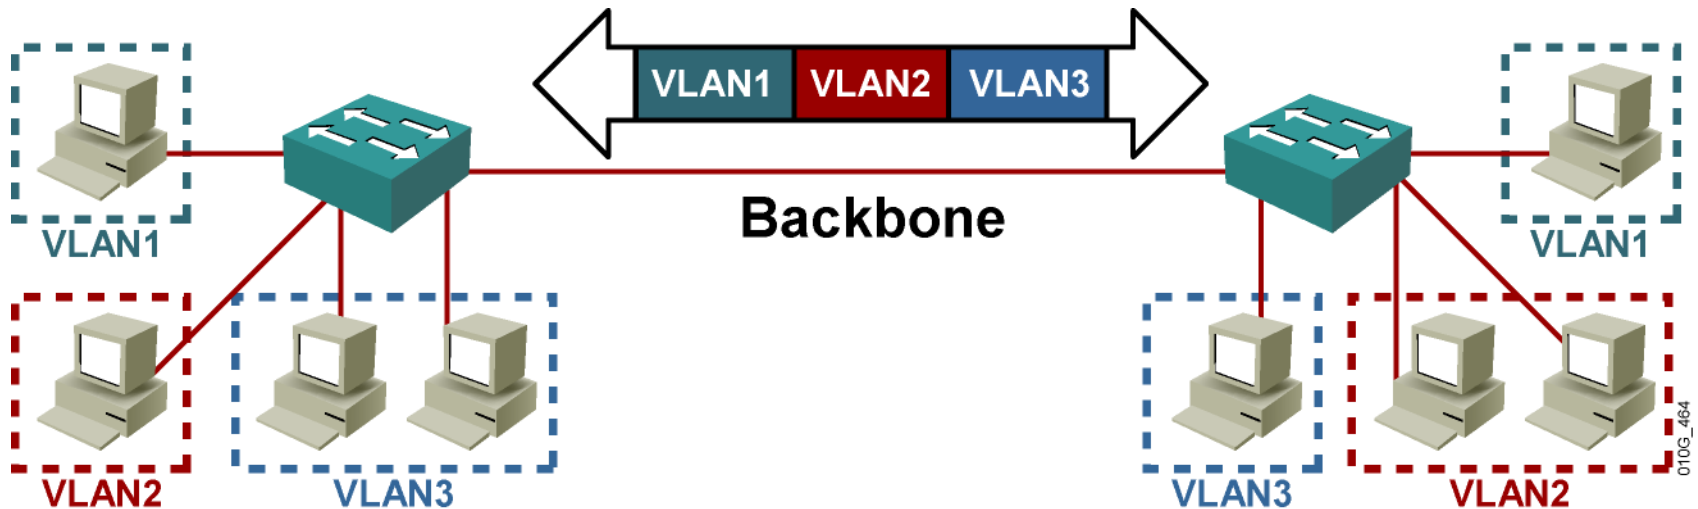 VLAN1 VLAN2 VLAN3
Backbone
VLAN1
VLAN1
VLAN2
VLAN3
VLAN3
VLAN2
010G_464